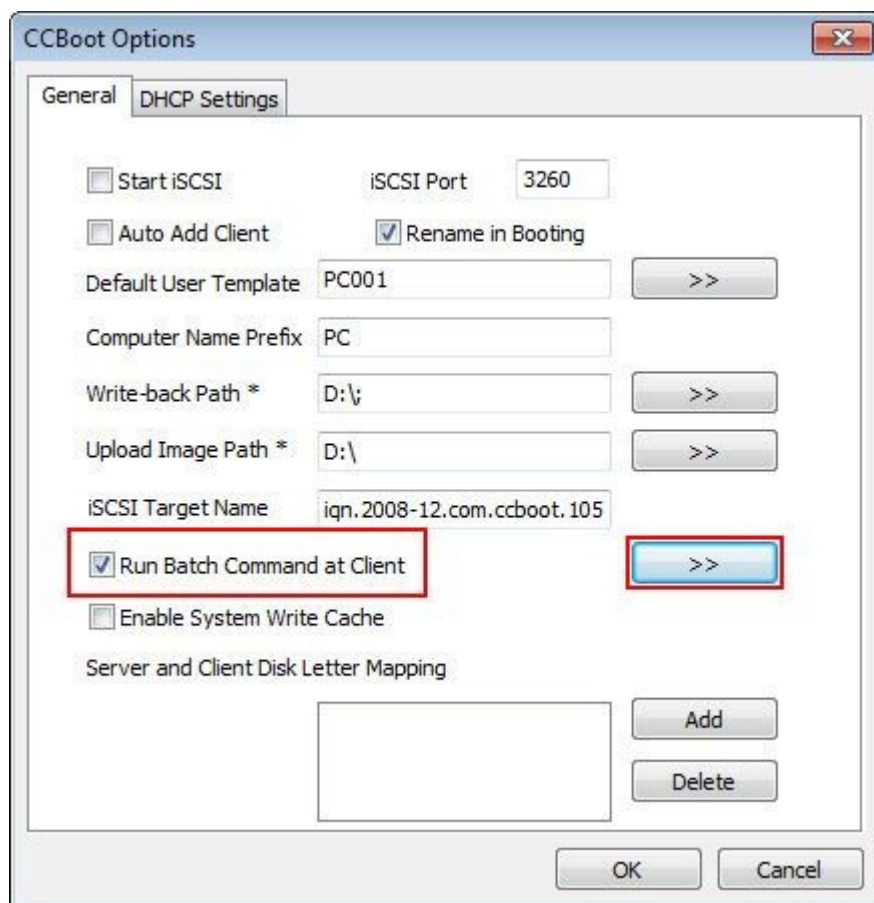 CCBoot Options
General DHCP Settings
Start iSCSI iSCSI Port 3260
Auto Add Client Rename in Booting
Default User Template PC001 >>
Computer Name Prefix PC
Write-back Path * D:\; >>
Upload Image Path * D:\ >>
iSCSI Target Name iqn.2008-12.com.ccboot.105
Run Batch Command at Client >>
Enable System Write Cache
Server and Client Disk Letter Mapping
Add
Delete
OK Cancel